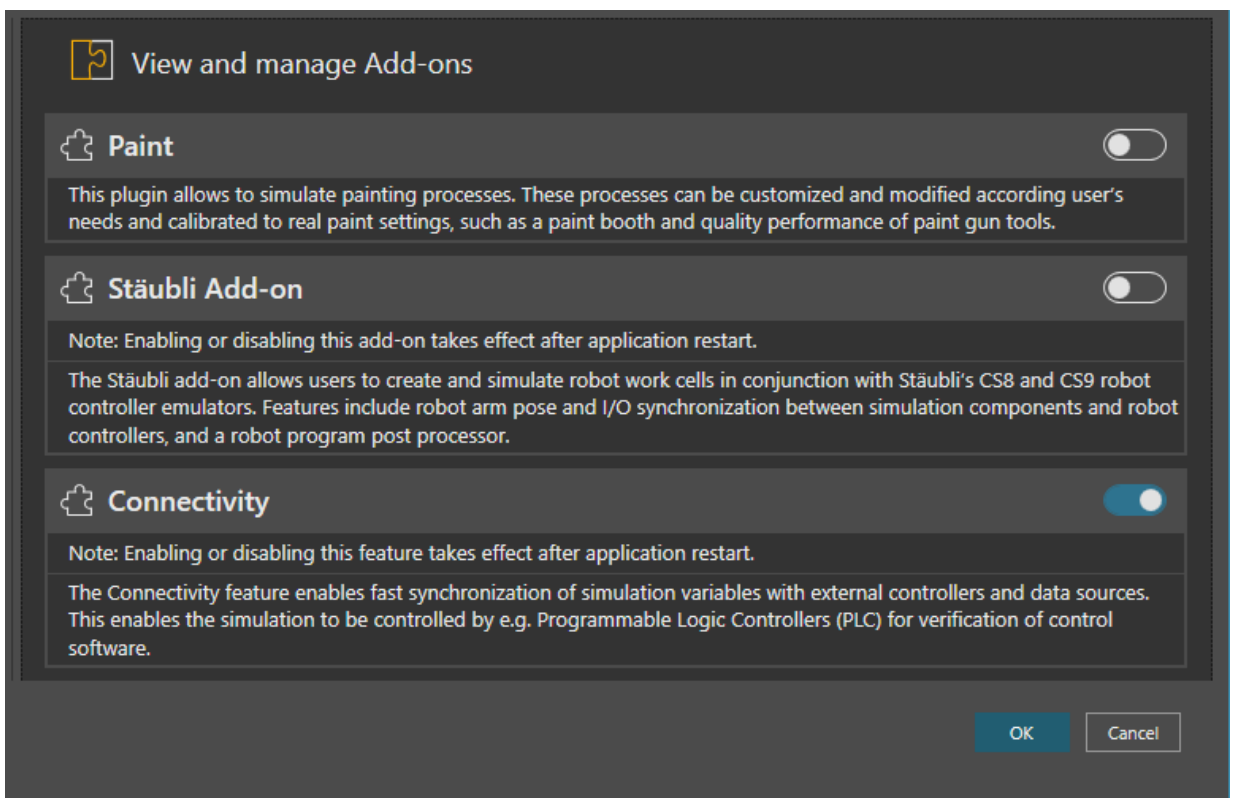 View and manage Add-ons
Paint
This plugin allows to simulate painting processes. These processes can be customized and modified according user's
needs and calibrated to real paint settings, such as a paint booth and quality performance of paint gun tools.
Stäubli Add-on
Note: Enabling or disabling this add-on takes effect after application restart.
The Stäubli add-on allows users to create and simulate robot work cells in conjunction with Stäubli's CS8 and CS9 robot
controller emulators. Features include robot arm pose and I/O synchronization between simulation components and robot
controllers, and a robot program post processor.
Connectivity
Note: Enabling or disabling this feature takes effect after application restart.
The Connectivity feature enables fast synchronization of simulation variables with external controllers and data sources.
This enables the simulation to be controlled by e.g. Programmable Logic Controllers (PLC) for verification of control
software.
OK
Cancel